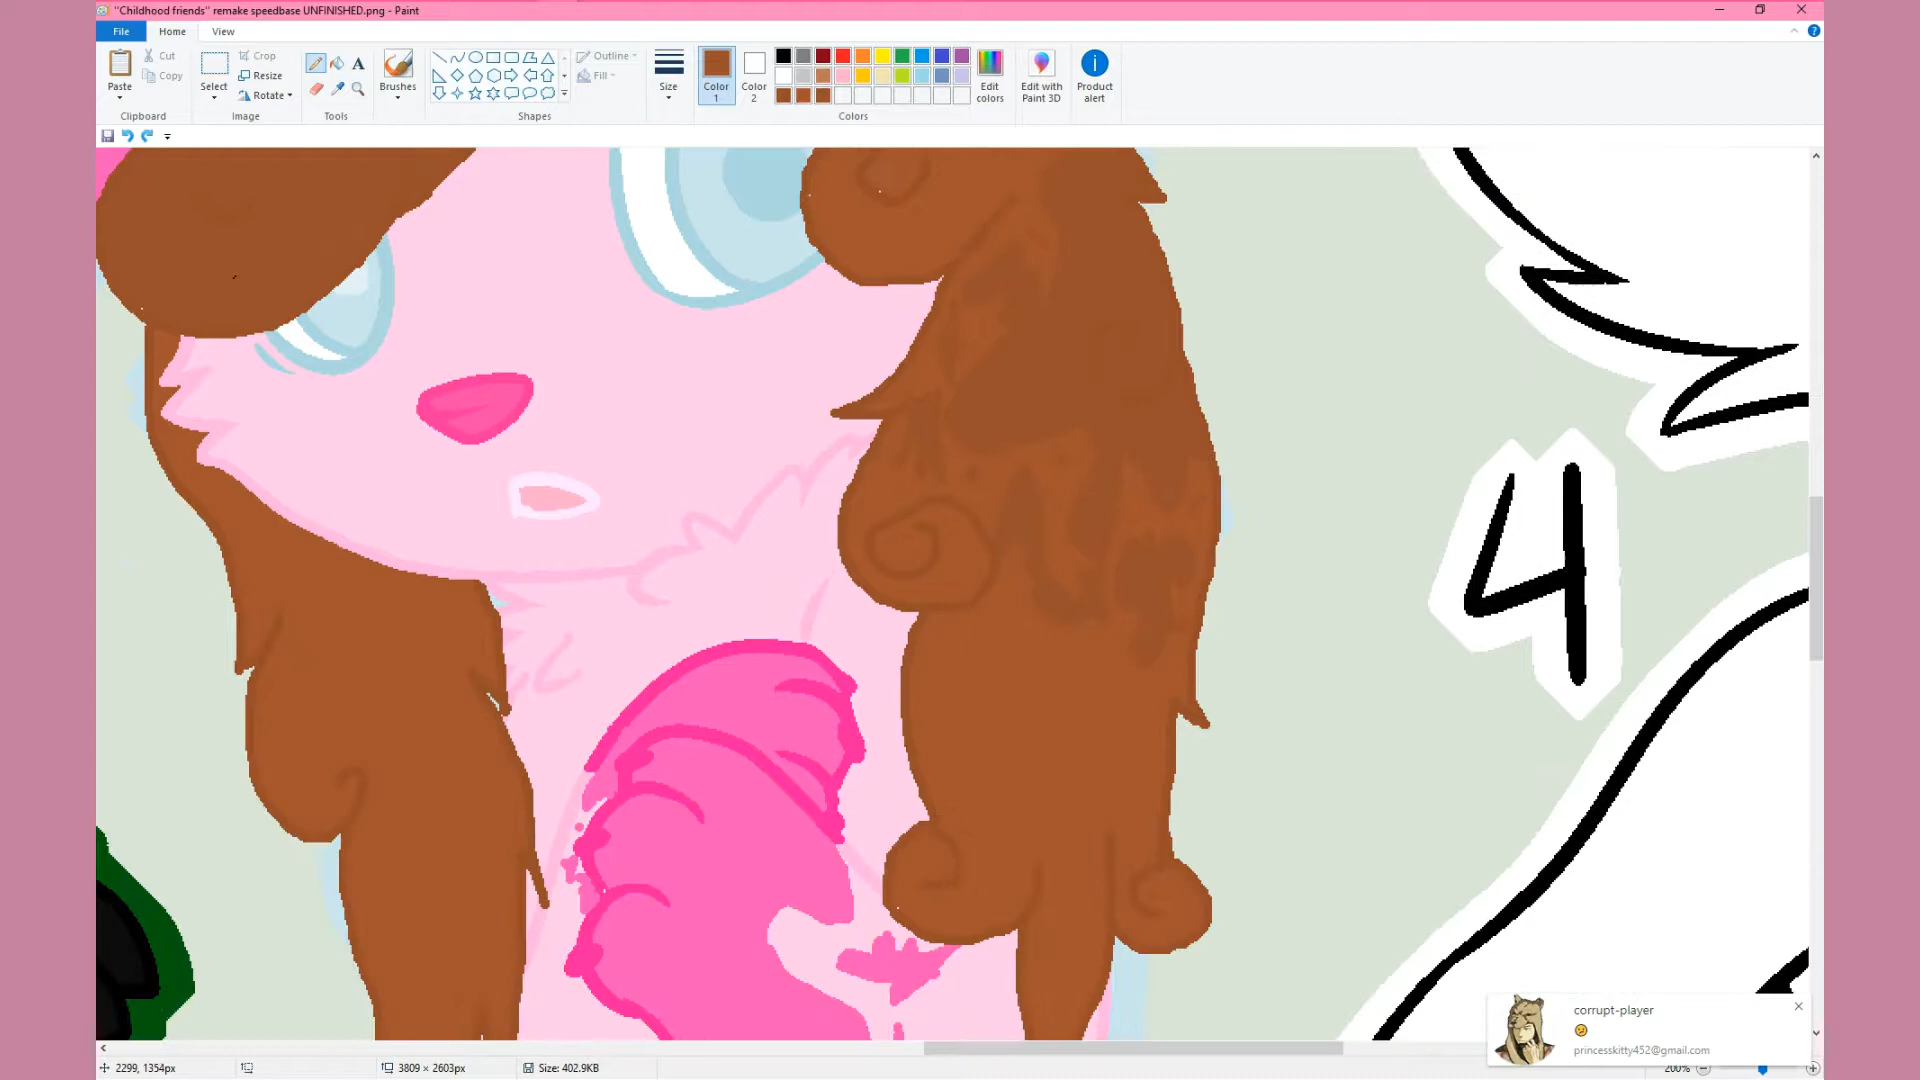 "Childhood friends" remake speedbase UNFINISHED.png - Paint
File Home View
Paste Cut Copy Clipboard
Select Crop Resize Rotate Image
A Tools
Brushes
Outline Fill Shapes
Size
Color 1 Color 2
Edit colors Colors
Edit with Paint 3D
Product alert
4
corrupt-player
princesskitty452@gmail.com
2299, 1354px 3809 × 2603px Size: 402.9KB 200%